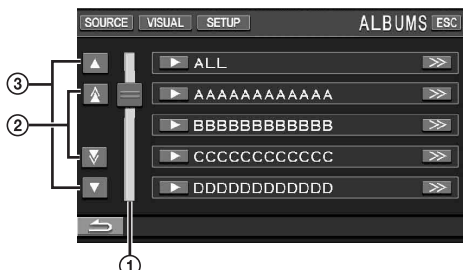 SOURCE VISUAL SETUP ALBUMS ESC
ALL
③
AAAAAAAAAAAA
②
BBBBBBBBBBBB
CCCCCCCCCCCC
DDDDDDDDDDDD
①